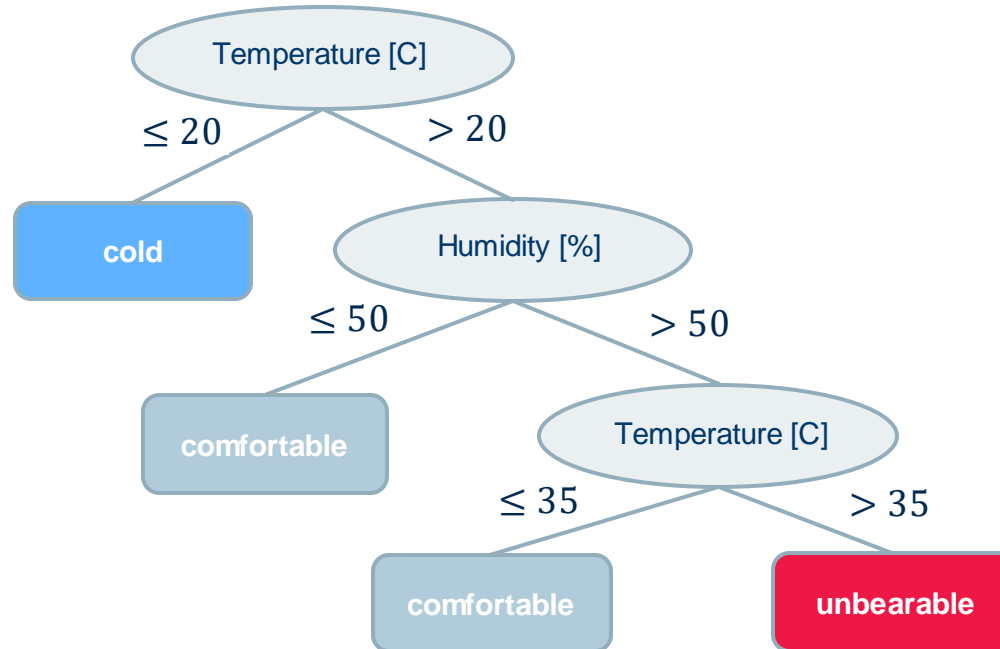 Temperature [C]
≤ 20
> 20
cold
Humidity [%]
≤ 50
> 50
comfortable
Temperature [C]
≤ 35
> 35
comfortable
unbearable